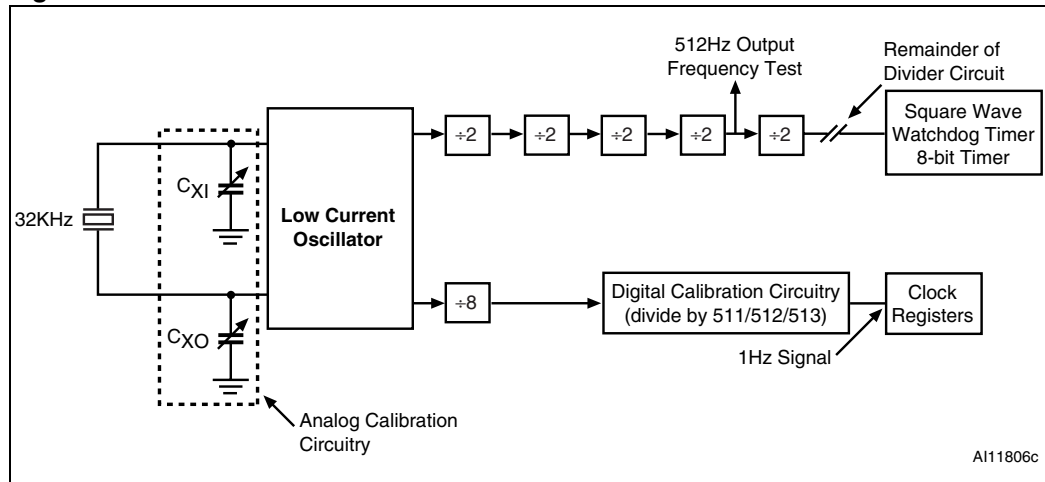 512Hz Output
Frequency Test
Remainder of
Divider Circuit
÷2
÷2
÷2
÷2
÷2
Square Wave
Watchdog Timer
8-bit Timer
CXI
32KHz
Low Current
Oscillator
÷8
Digital Calibration Circuitry
(divide by 511/512/513)
Clock
Registers
CXO
1Hz Signal
Analog Calibration
Circuitry
AI11806c